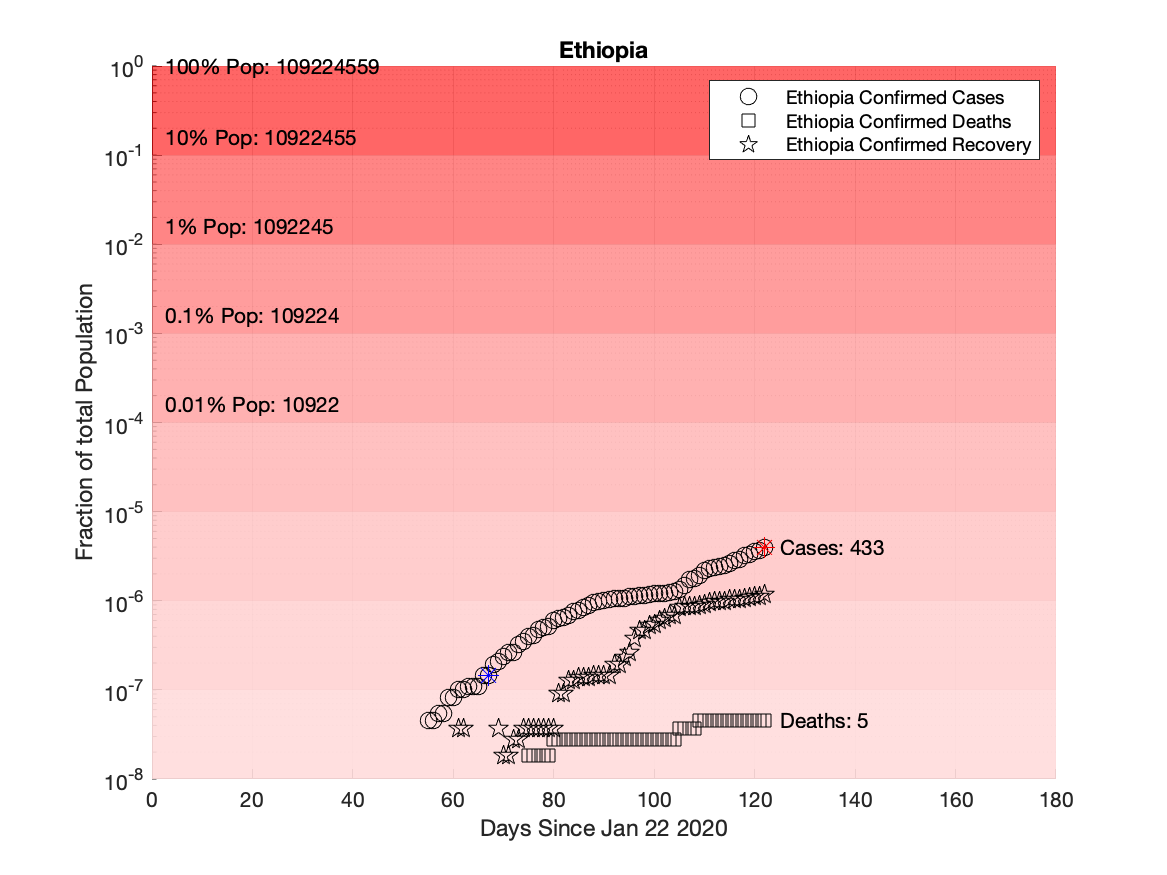 Ethiopia
10^0
10^-1
10^-2
10^-3
10^-4
10^-5
10^-6
10^-7
10^-8
Fraction of total Population
100% Pop: 109224559
10% Pop: 10922455
1% Pop: 1092245
0.1% Pop: 109224
0.01% Pop: 10922
Ethiopia Confirmed Cases
Ethiopia Confirmed Deaths
Ethiopia Confirmed Recovery
Cases: 433
Deaths: 5
0 20 40 60 80 100 120 140 160 180
Days Since Jan 22 2020